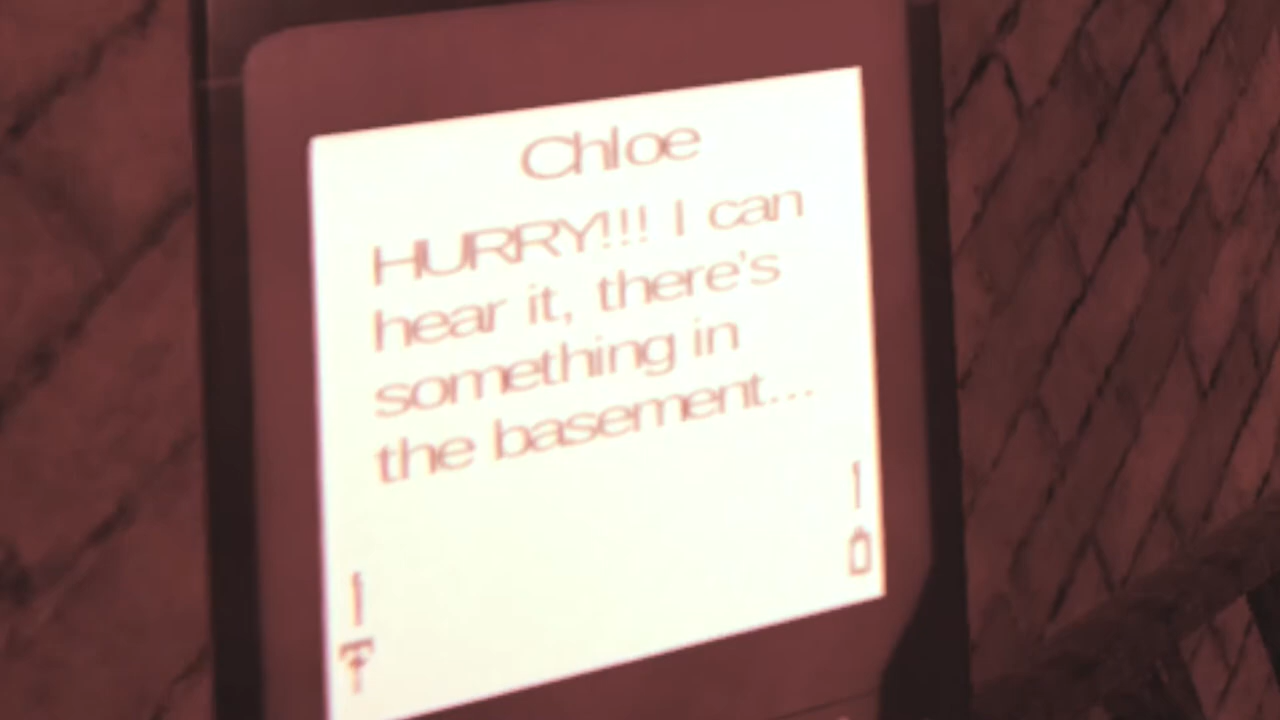 Chloe
HURRY!!! I can
hear it, there's
something in
the basement...